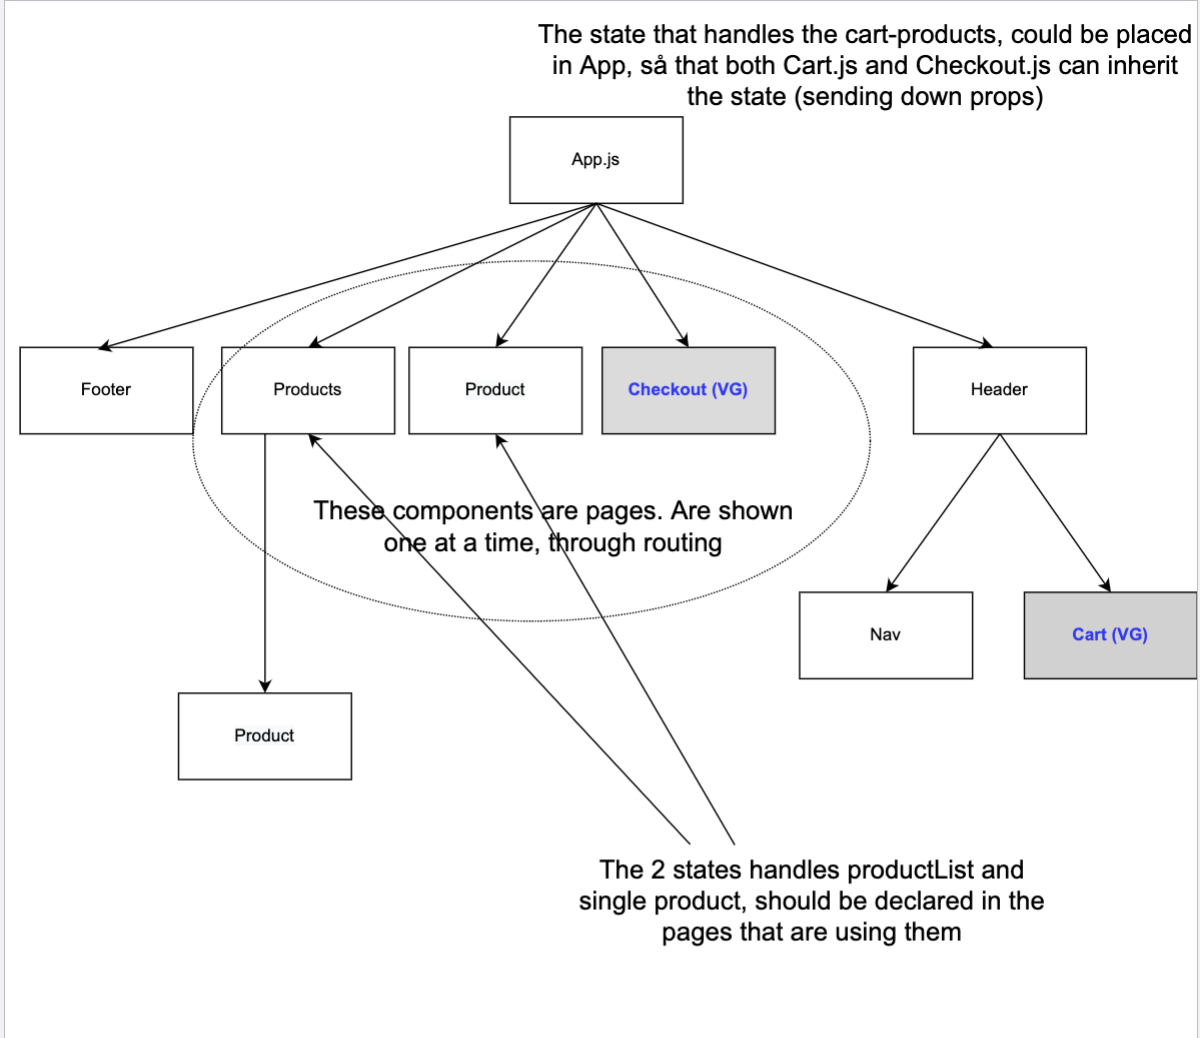 The state that handles the cart-products, could be placed
in App, så that both Cart.js and Checkout.js can inherit
the state (sending down props)
App.js
Footer
Products
Product
Checkout (VG)
Header
These components are pages. Are shown
one at a time, through routing
Nav
Cart (VG)
Product
The 2 states handles productList and
single product, should be declared in the
pages that are using them